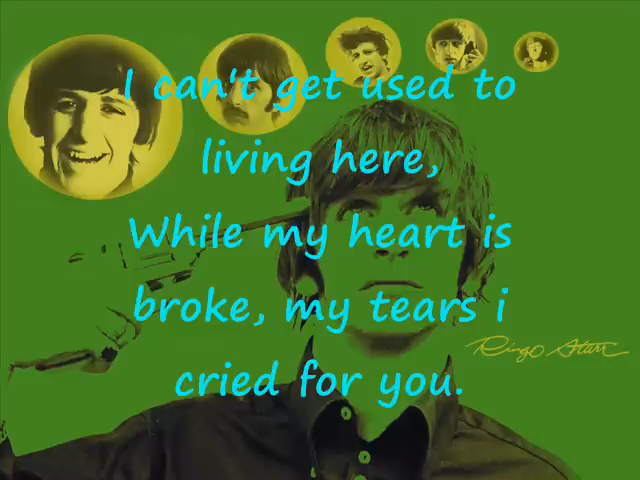 I can't get used to
living here,
While my heart is
broke, my tears i
cried for you.
Ringo Starr